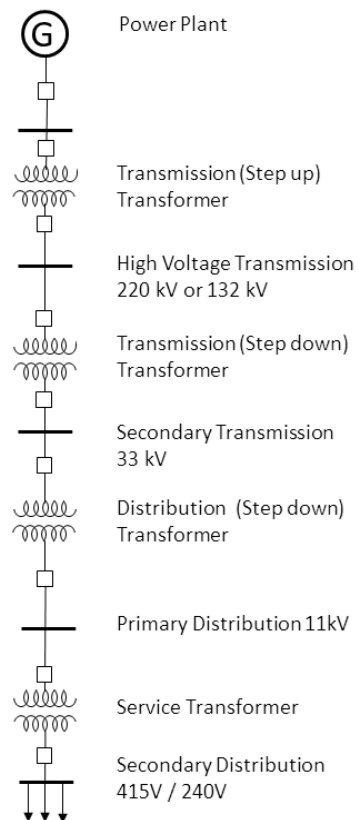 G
Power Plant
Transmission (Step up)
Transformer
High Voltage Transmission
220 kV or 132 kV
Transmission (Step down)
Transformer
Secondary Transmission
33 kV
Distribution (Step down)
Transformer
Primary Distribution 11kV
Service Transformer
Secondary Distribution
415V / 240V